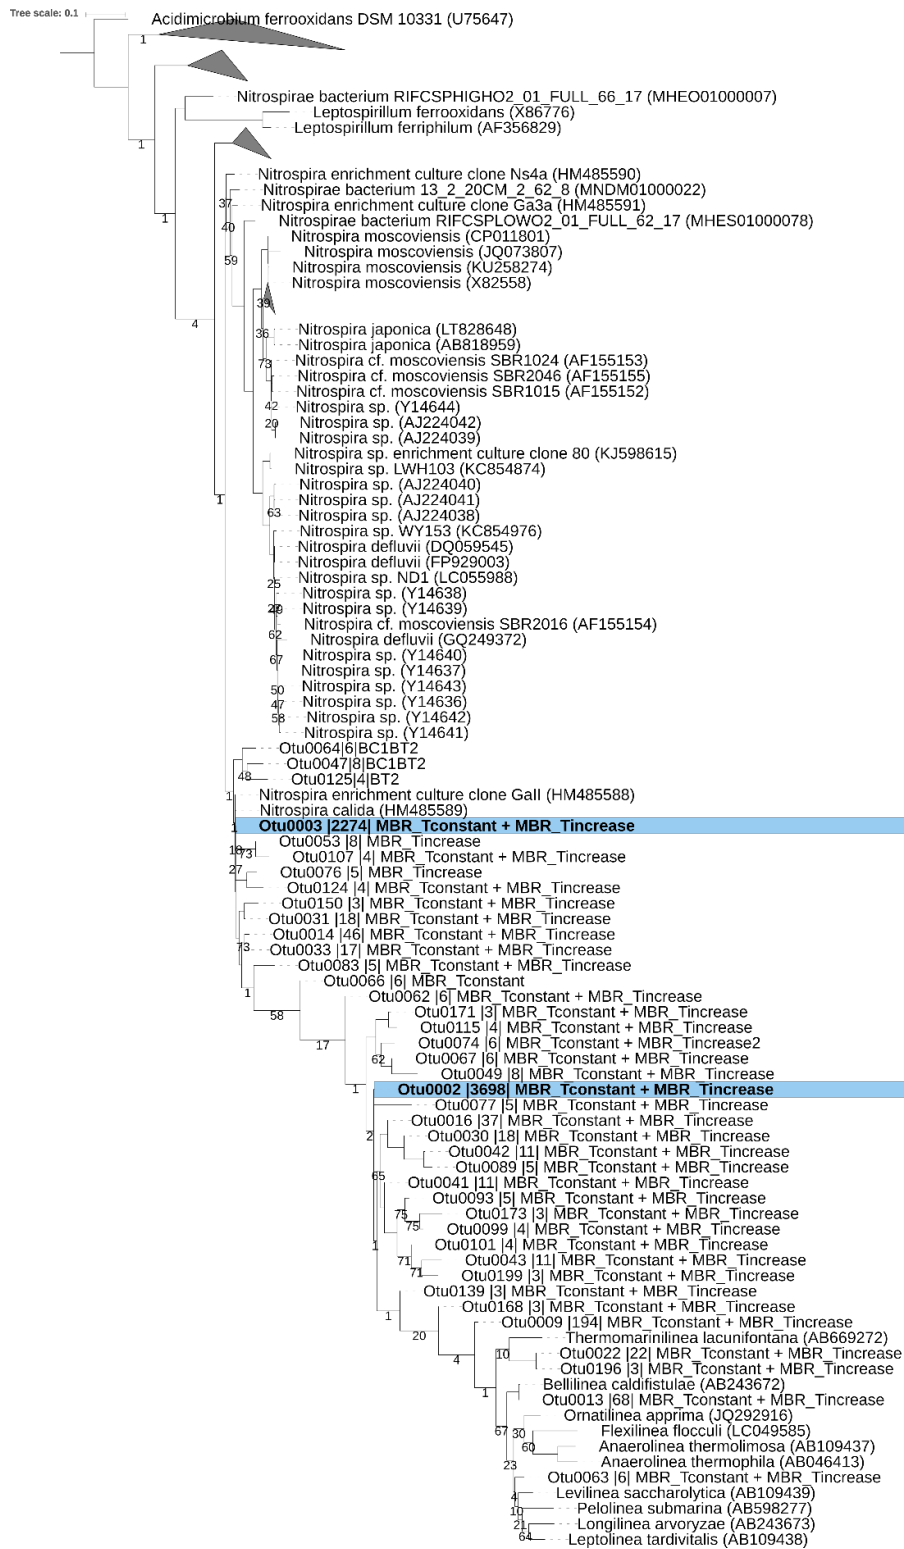 Tree scale: 0.1
Acidimicrobium ferrooxidans DSM 10331 (U75647)
1
Nitrospirae bacterium RIFCSPHIGHO2_01_FULL_66_17 (MHEO01000007)
Leptospirillum ferrooxidans (X86776)
Leptospirillum ferriphilum (AF356829)
1
Nitrospira enrichment culture clone Ns4a (HM485590)
Nitrospirae bacterium 13_2_20CM_2_62_8 (MNDM01000022)
37 Nitrospira enrichment culture clone Ga3a (HM485591)
1
Nitrospirae bacterium RIFCSPLOWO2_01_FULL_62_17 (MHES01000078)
40
Nitrospira moscoviensis (CP011801)
Nitrospira moscoviensis (JQ073807)
59
Nitrospira moscoviensis (KU258274)
Nitrospira moscoviensis (X82558)
39
4
Nitrospira japonica (LT828648)
36
Nitrospira japonica (AB818959)
73 Nitrospira cf. moscoviensis SBR1024 (AF155153)
Nitrospira cf. moscoviensis SBR2046 (AF155155)
Nitrospira cf. moscoviensis SBR1015 (AF155152)
42 Nitrospira sp. (Y14644)
20 Nitrospira sp. (AJ224042)
Nitrospira sp. (AJ224039)
Nitrospira sp. enrichment culture clone 80 (KJ598615)
Nitrospira sp. LWH103 (KC854874)
Nitrospira sp. (AJ224040)
1
Nitrospira sp. (AJ224041)
63 Nitrospira sp. (AJ224038)
Nitrospira sp. WY153 (KC854976)
Nitrospira defluvii (DQ059545)
Nitrospira defluvii (FP929003)
25 Nitrospira sp. ND1 (LC055988)
Nitrospira sp. (Y14638)
Nitrospira sp. (Y14639)
Nitrospira cf. moscoviensis SBR2016 (AF155154)
62 Nitrospira defluvii (GQ249372)
67 Nitrospira sp. (Y14640)
Nitrospira sp. (Y14637)
50 Nitrospira sp. (Y14643)
47 Nitrospira sp. (Y14636)
58 Nitrospira sp. (Y14642)
Nitrospira sp. (Y14641)
Otu0064|6|BC1BT2
Otu0047|8|BC1BT2
48 Otu0125|4|BT2
1 Nitrospira enrichment culture clone GaII (HM485588)
Nitrospira calida (HM485589)
1 Otu0003 |2274| MBR_Tconstant + MBR_Tincrease
Otu0053 |8| MBR_Tincrease
73 Otu0107 |4| MBR_Tconstant + MBR_Tincrease
27 Otu0076 |5| MBR_Tincrease
Otu0124 |4| MBR_Tconstant + MBR_Tincrease
Otu0150 |3| MBR_Tconstant + MBR_Tincrease
Otu0031 |18| MBR_Tconstant + MBR_Tincrease
Otu0014 |46| MBR_Tconstant + MBR_Tincrease
73 Otu0033 |17| MBR_Tconstant + MBR_Tincrease
Otu0083 |5| MBR_Tconstant + MBR_Tincrease
Otu0066 |6| MBR_Tconstant
1 Otu0062 |6| MBR_Tconstant + MBR_Tincrease
58 Otu0171 |3| MBR_Tconstant + MBR_Tincrease
Otu0115 |4| MBR_Tconstant + MBR_Tincrease
17 Otu0074 |6| MBR_Tconstant + MBR_Tincrease2
62 Otu0067 |6| MBR_Tconstant + MBR_Tincrease
Otu0049 |8| MBR_Tconstant + MBR_Tincrease
1 Otu0002 |3698| MBR_Tconstant + MBR_Tincrease
Otu0077 |5| MBR_Tconstant + MBR_Tincrease
Otu0016 |37| MBR_Tconstant + MBR_Tincrease
2 Otu0030 |18| MBR_Tconstant + MBR_Tincrease
Otu0042 |11| MBR_Tconstant + MBR_Tincrease
Otu0089 |5| MBR_Tconstant + MBR_Tincrease
65 Otu0041 |11| MBR_Tconstant + MBR_Tincrease
Otu0093 |5| MBR_Tconstant + MBR_Tincrease
75 Otu0173 |3| MBR_Tconstant + MBR_Tincrease
75 Otu0099 |4| MBR_Tconstant + MBR_Tincrease
1 Otu0101 |4| MBR_Tconstant + MBR_Tincrease
71 Otu0043 |11| MBR_Tconstant + MBR_Tincrease
71 Otu0199 |3| MBR_Tconstant + MBR_Tincrease
Otu0139 |3| MBR_Tconstant + MBR_Tincrease
1 Otu0168 |3| MBR_Tconstant + MBR_Tincrease
Otu0009 |194| MBR_Tconstant + MBR_Tincrease
20 Thermomarinilinea lacunifontana (AB669272)
10 Otu0022 |22| MBR_Tconstant + MBR_Tincrease
4 Otu0196 |3| MBR_Tconstant + MBR_Tincrease
Bellilinea caldifistulae (AB243672)
1 Otu0013 |68| MBR_Tconstant + MBR_Tincrease
Ornatilinea apprima (JQ292916)
67 30 Flexilinea flocculi (LC049585)
60 Anaerolinea thermolimosa (AB109437)
23 Anaerolinea thermophila (AB046413)
Otu0063 |6| MBR_Tconstant + MBR_Tincrease
4 Levilinea saccharolytica (AB109439)
10 Pelolinea submarina (AB598277)
21 Longilinea arvoryzae (AB243673)
64 Leptolinea tardivitalis (AB109438)